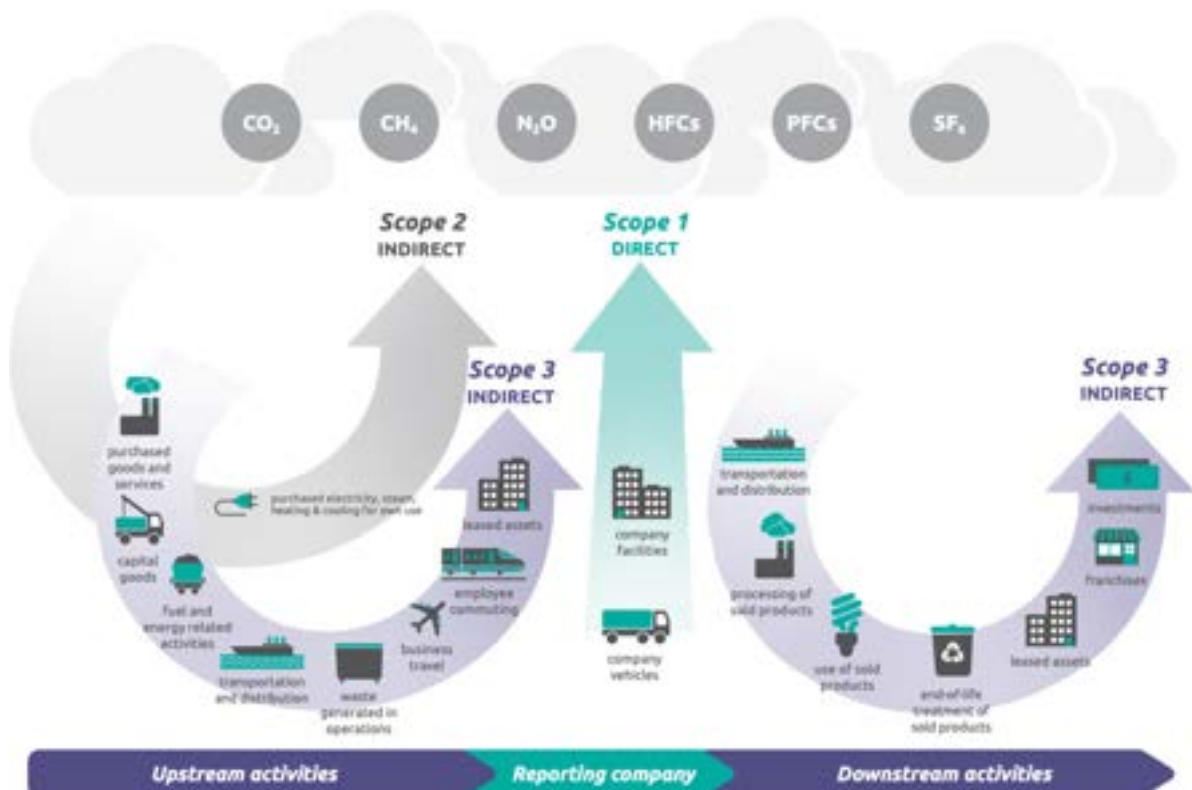 CO₂ CH₄ N₂O HFCs PFCs SF₆
Scope 2
INDIRECT
Scope 1
DIRECT
Scope 3
INDIRECT
Scope 3
INDIRECT
purchased
goods and
services
capital
goods
fuel and
energy related
activities
transportation
and distribution
waste
generated in
operations
business
travel
employee
commuting
leased assets
purchased electricity, steam,
heating & cooling for own use
company
facilities
company
vehicles
transportation
and distribution
processing of
sold products
use of sold
products
end-of-life
treatment of
sold products
leased assets
franchises
investments
Upstream activities
Reporting company
Downstream activities